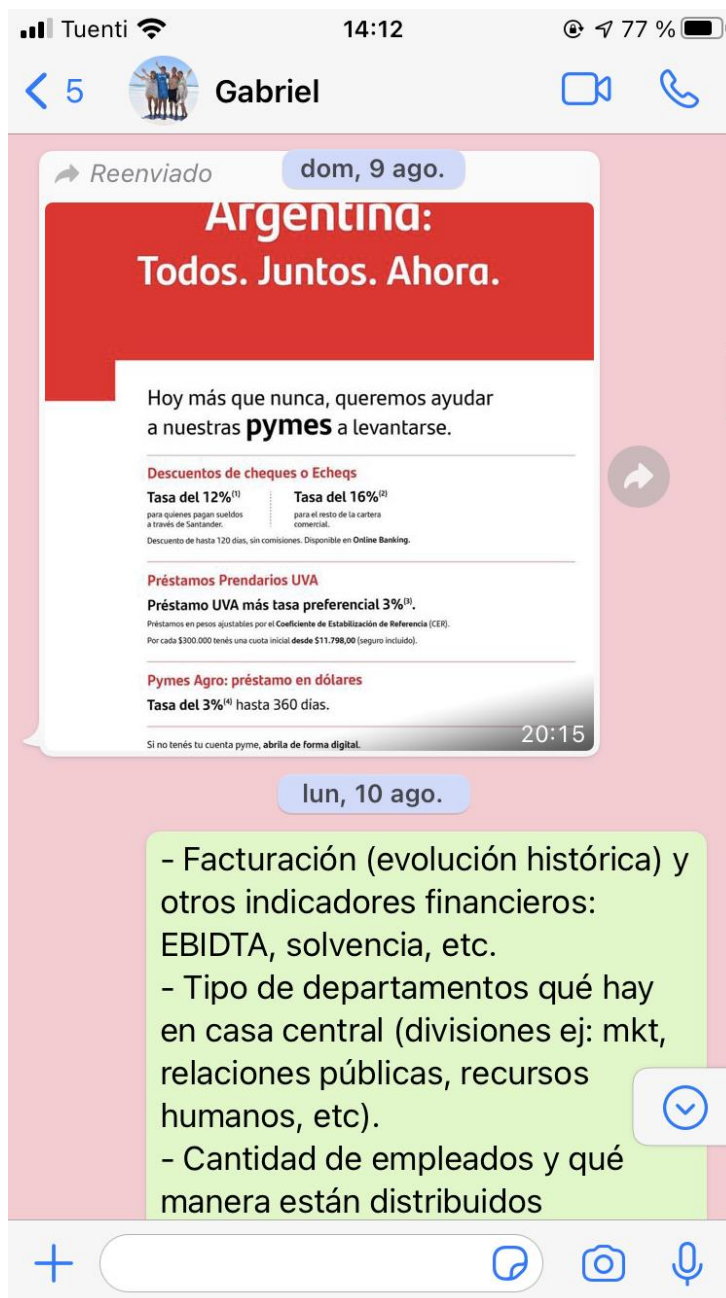 Tuenti 14:12 77 %
5 Gabriel
Reenviado
dom, 9 ago.
Argentina:
Todos. Juntos. Ahora.
Hoy más que nunca, queremos ayudar
a nuestras pymes a levantarse.
Descuentos de cheques o Echeqs
Tasa del 12%(1)
para quienes pagan sueldos
a través de Santander.
Tasa del 16%(2)
para el resto de la cartera
comercial.
Descuento de hasta 120 días, sin comisiones. Disponible en Online Banking.
Préstamos Prendarios UVA
Préstamo UVA más tasa preferencial 3%(3).
Préstamos en pesos ajustables por el Coeficiente de Estabilización de Referencia (CER).
Por cada $300.000 tenés una cuota inicial desde $11.798,00 (seguro incluido).
Pymes Agro: préstamo en dólares
Tasa del 3%(4) hasta 360 días.
Si no tenés tu cuenta pyme, abrila de forma digital.
20:15
lun, 10 ago.
- Facturación (evolución histórica) y
otros indicadores financieros:
EBIDTA, solvencia, etc.
- Tipo de departamentos qué hay
en casa central (divisiones ej: mkt,
relaciones públicas, recursos
humanos, etc).
- Cantidad de empleados y qué
manera están distribuidos